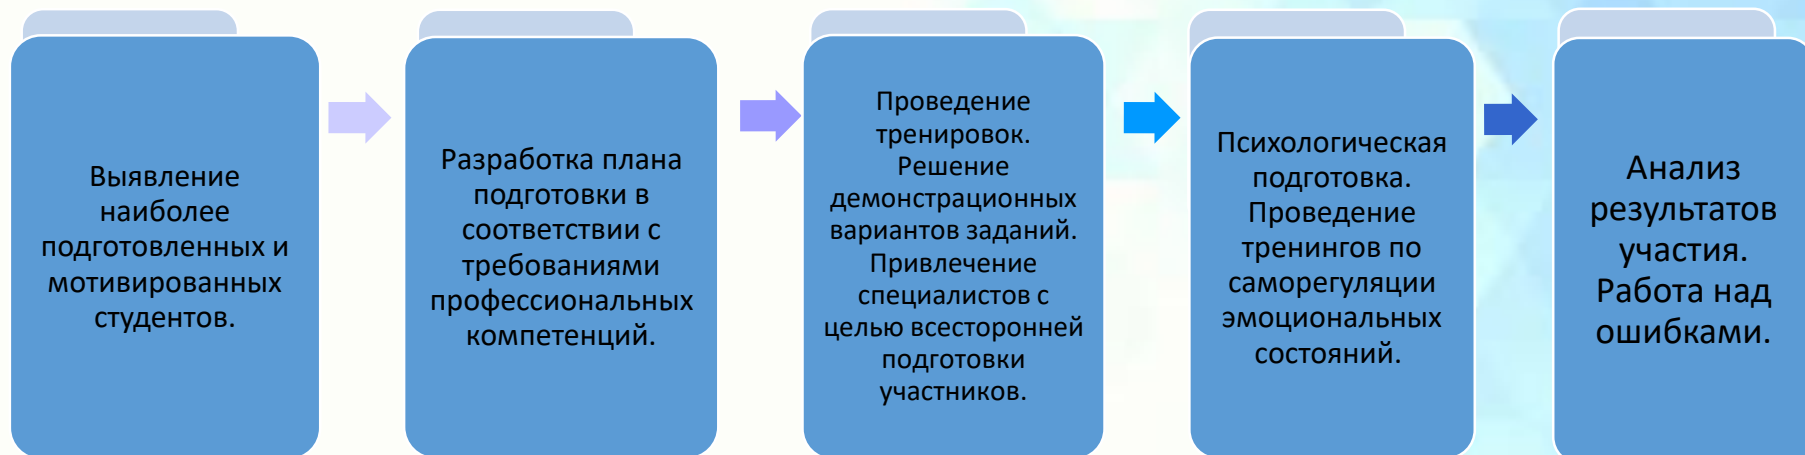 Выявление
наиболее
подготовленных и
мотивированных
студентов.
Разработка плана
подготовки в
соответствии с
требованиями
профессиональных
компетенций.
Проведение
тренировок.
Решение
демонстрационных
вариантов заданий.
Привлечение
специалистов с
целью всесторонней
подготовки
участников.
Психологическая
подготовка.
Проведение
тренингов по
саморегуляции
эмоциональных
состояний.
Анализ
результатов
участия.
Работа над
ошибками.